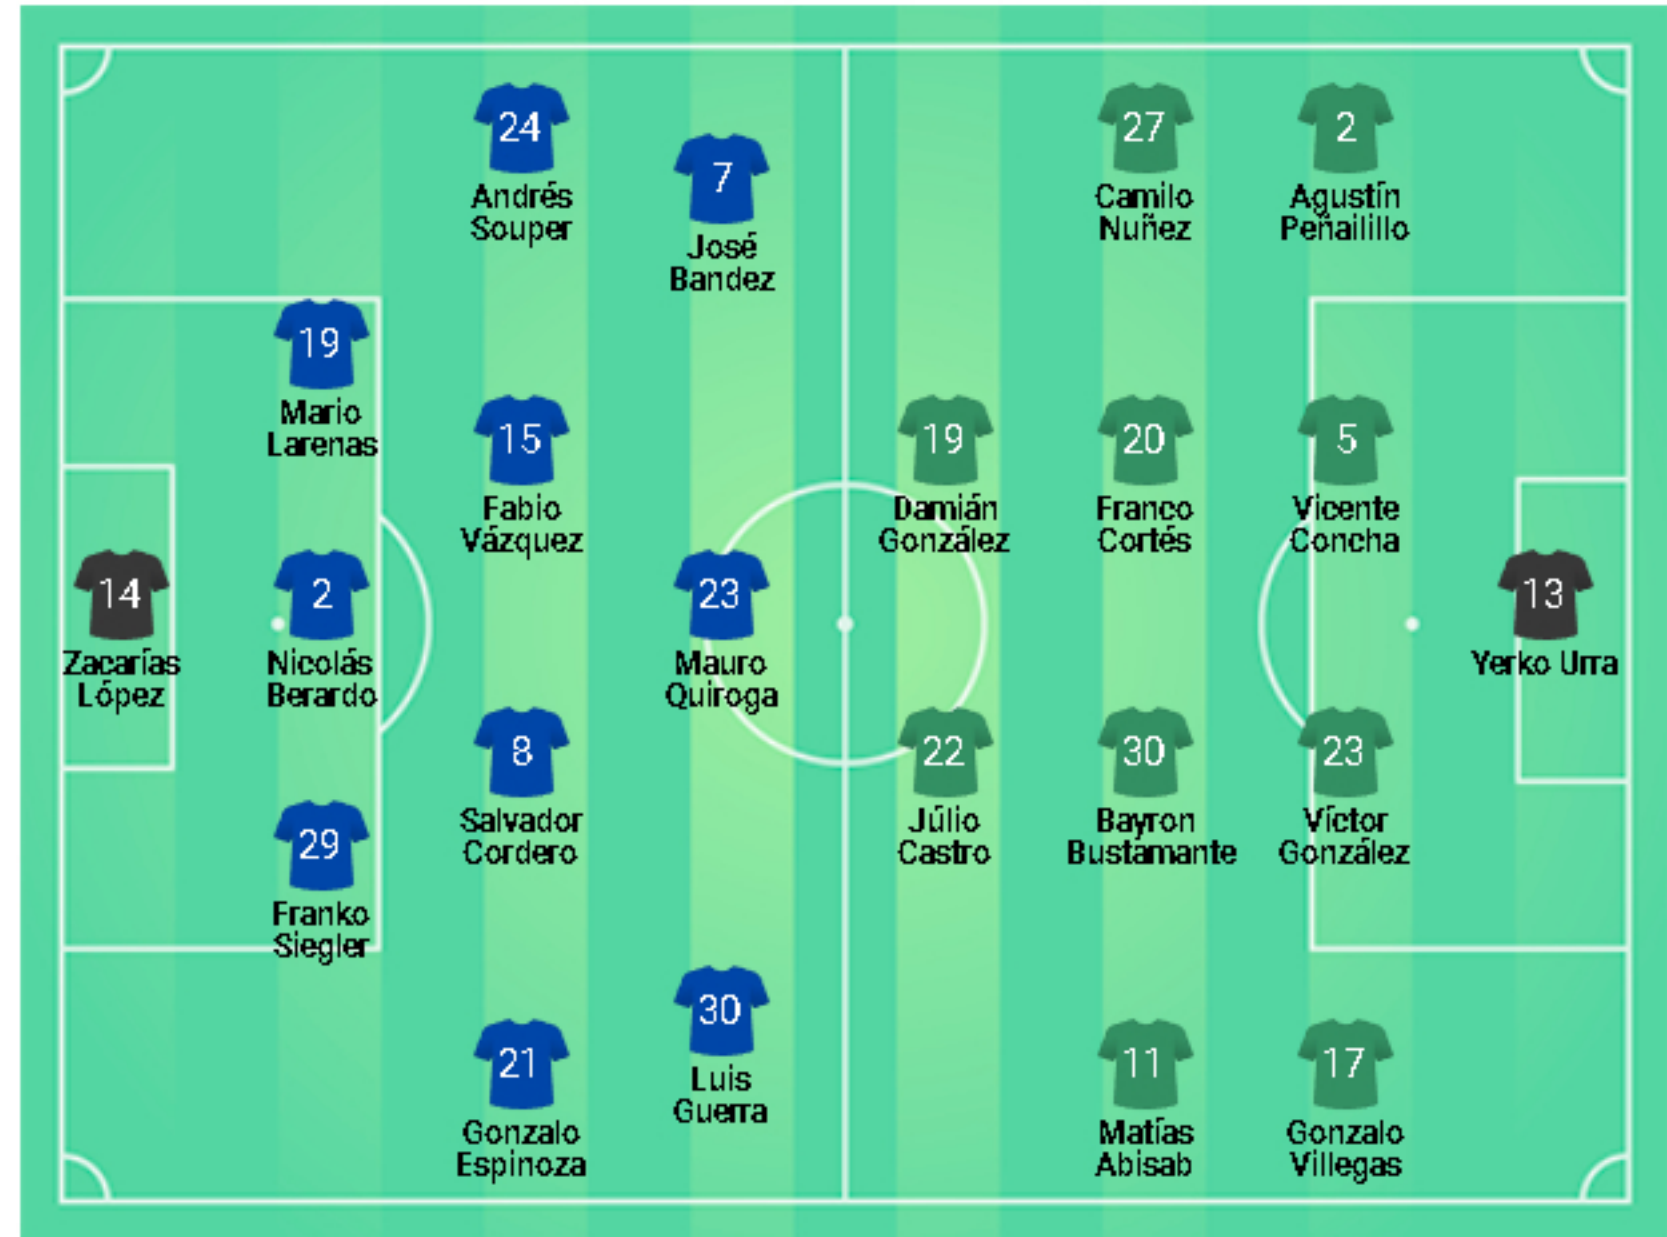 24
Andrés
Souper
7
José
Bandez
19
Mario
Larenas
15
Fabio
Vázquez
14
Zacarías
López
2
Nicolás
Berardo
23
Mauro
Quiroga
8
Salvador
Cordero
29
Franko
Siegler
21
Gonzalo
Espinoza
30
Luis
Guerra
27
Camilo
Nuñez
2
Agustín
Peñailillo
19
Damián
González
20
Franco
Cortés
5
Vicente
Concha
13
Yerko Urra
22
Júlio
Castro
30
Bayron
Bustamante
23
Víctor
González
11
Matías
Abisab
17
Gonzalo
Villegas